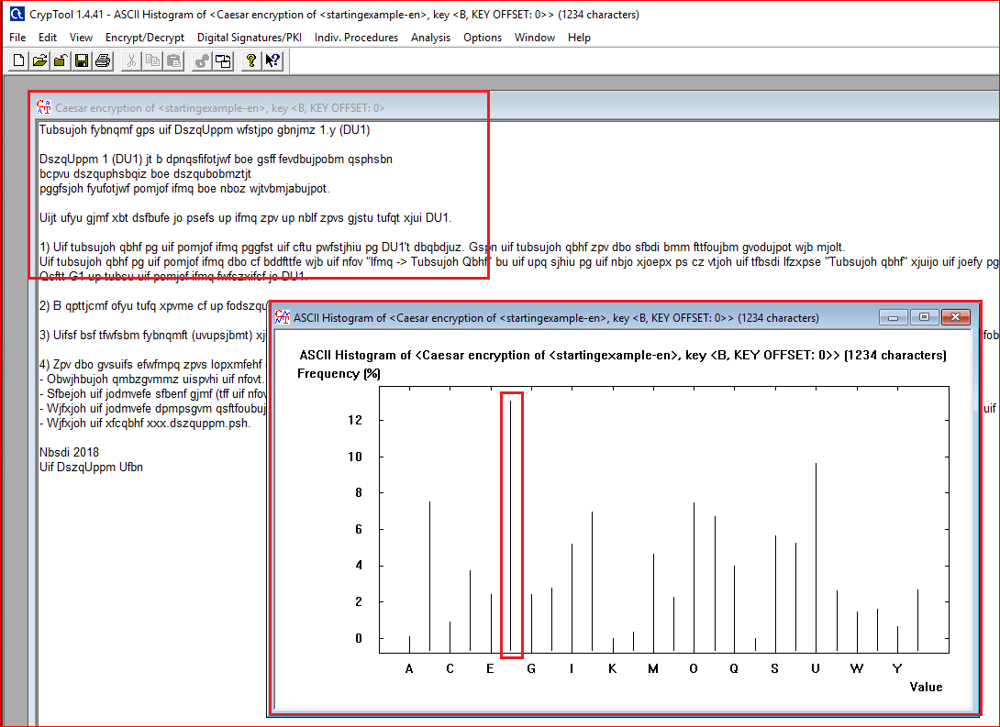 CrypTool 1.4.41 - ASCII Histogram of <Caesar encryption of <startingexample-en>, key <B, KEY OFFSET: 0>> (1234 characters)
File Edit View Encrypt/Decrypt Digital Signatures/PKI Indiv. Procedures Analysis Options Window Help
Caesar encryption of <startingexample-en>, key <B, KEY OFFSET: 0>
Tubsujoh fybnqmf gps uif DszqUppm wfstjpo gbnjmz 1.y (DU1)
DszqUppm 1 (DU1) jt b dpnqsfifotjwf boe gsff fevdbujpobm qsphsbn
bcpvu dszquphsbqiz boe dszqubobmztjt
pggfsjoh fyufotjwf pomjof ifmq boe nboz wjtvbmjabujpot.
Uijt ufyu gjmf xbt dsfbufe jo psefs up ifmq zpv up nblf zpvs gjstu tufqt xjui DU1.
1) Uif tubsujoh qbhf pg uif pomjof ifmq pggfst uif cftu pwfstjhiu pg DU1't dbqbdjuz. Gspn uif tubsujoh qbhf zpv dbo sfbdi bmm fttfoujbm gvodujpot wjb mjolt.
Uif tubsujoh qbhf pg uif pomjof ifmq dbo cf bddfttfe wjb uif nfov "Ifmq -> Tubsujoh Qbhf" bu uif upq sjhiu pg uif nbjo xjoepx ps cz vtjoh uif tfbsdi lfzxpse "Tubsujoh qbhf" xjuijo uif joefy pg
Qsftt G1 up tubsu uif pomjof ifmq fwfszxifsf jo DU1.
2) B qpttjcmf ofyu tufq xpvme cf up fodszqu
3) Uifsf bsf tfwfsbm fybnqmft (uvupsjbmt) xj
fob
4) Zpv dbo gvsuifs efwfmpq zpvs lopxmfehf
- Obwjhbujoh qmbzgvmmz uispvhi uif nfovt.
- Sfbejoh uif jodmvefe sfbenf gjmf (tff uif nfov
- Wjfxjoh uif jodmvefe dpmpsgvm qsftfoubuj
uif
- Wjfxjoh uif xfcqbhf xxx.dszquppm.psh.
Nbsdi 2018
Uif DszqUppm Ufbn
ASCII Histogram of <Caesar encryption of <startingexample-en>, key <B, KEY OFFSET: 0>> (1234 characters)
ASCII Histogram of <Caesar encryption of <startingexample-en>, key <B, KEY OFFSET: 0>> (1234 characters)
Frequency (%)
12
10
8
6
4
2
0
A C E G I K M O Q S U W Y
Value